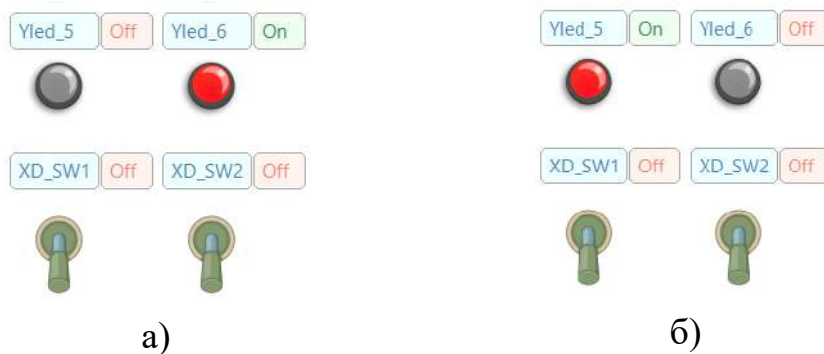 Yled_5 Off Yled_6 On
Yled_5 On Yled_6 Off
XD_SW1 Off XD_SW2 Off
XD_SW1 Off XD_SW2 Off
а)
б)